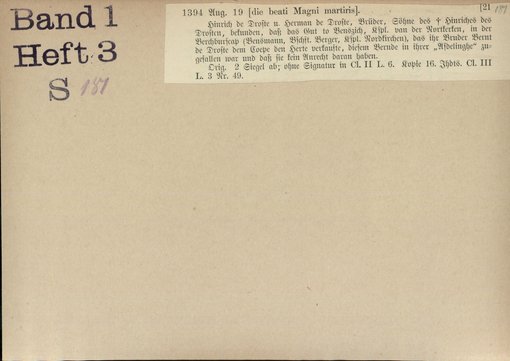 Band 1
Heft 3
S 181
[21 181
1394 Aug. 19 [die beati Magni martiris].
Hinrich de Droste u. Herman de Droste, Brüder, Söhne des † Hinriches des
Drosten, bekunden, daß das Gut to Benszich, Kspl. van der Nortkerken, in der
Berchburscap (Bensmann, Bschft. Berger, Kspl. Nordkirchen), das ihr Bruder Bernt
de Droste dem Goepe den Herte verkaufte, diesem Bernde in ihrer „Afdelinghe“ zu-
gefallen war und daß sie kein Anrecht daran haben.
Orig. 2 Siegel ab; ohne Signatur in Cl. II L. 6. Kopie 16. Jhdts. Cl. III
L. 3 Nr. 49.